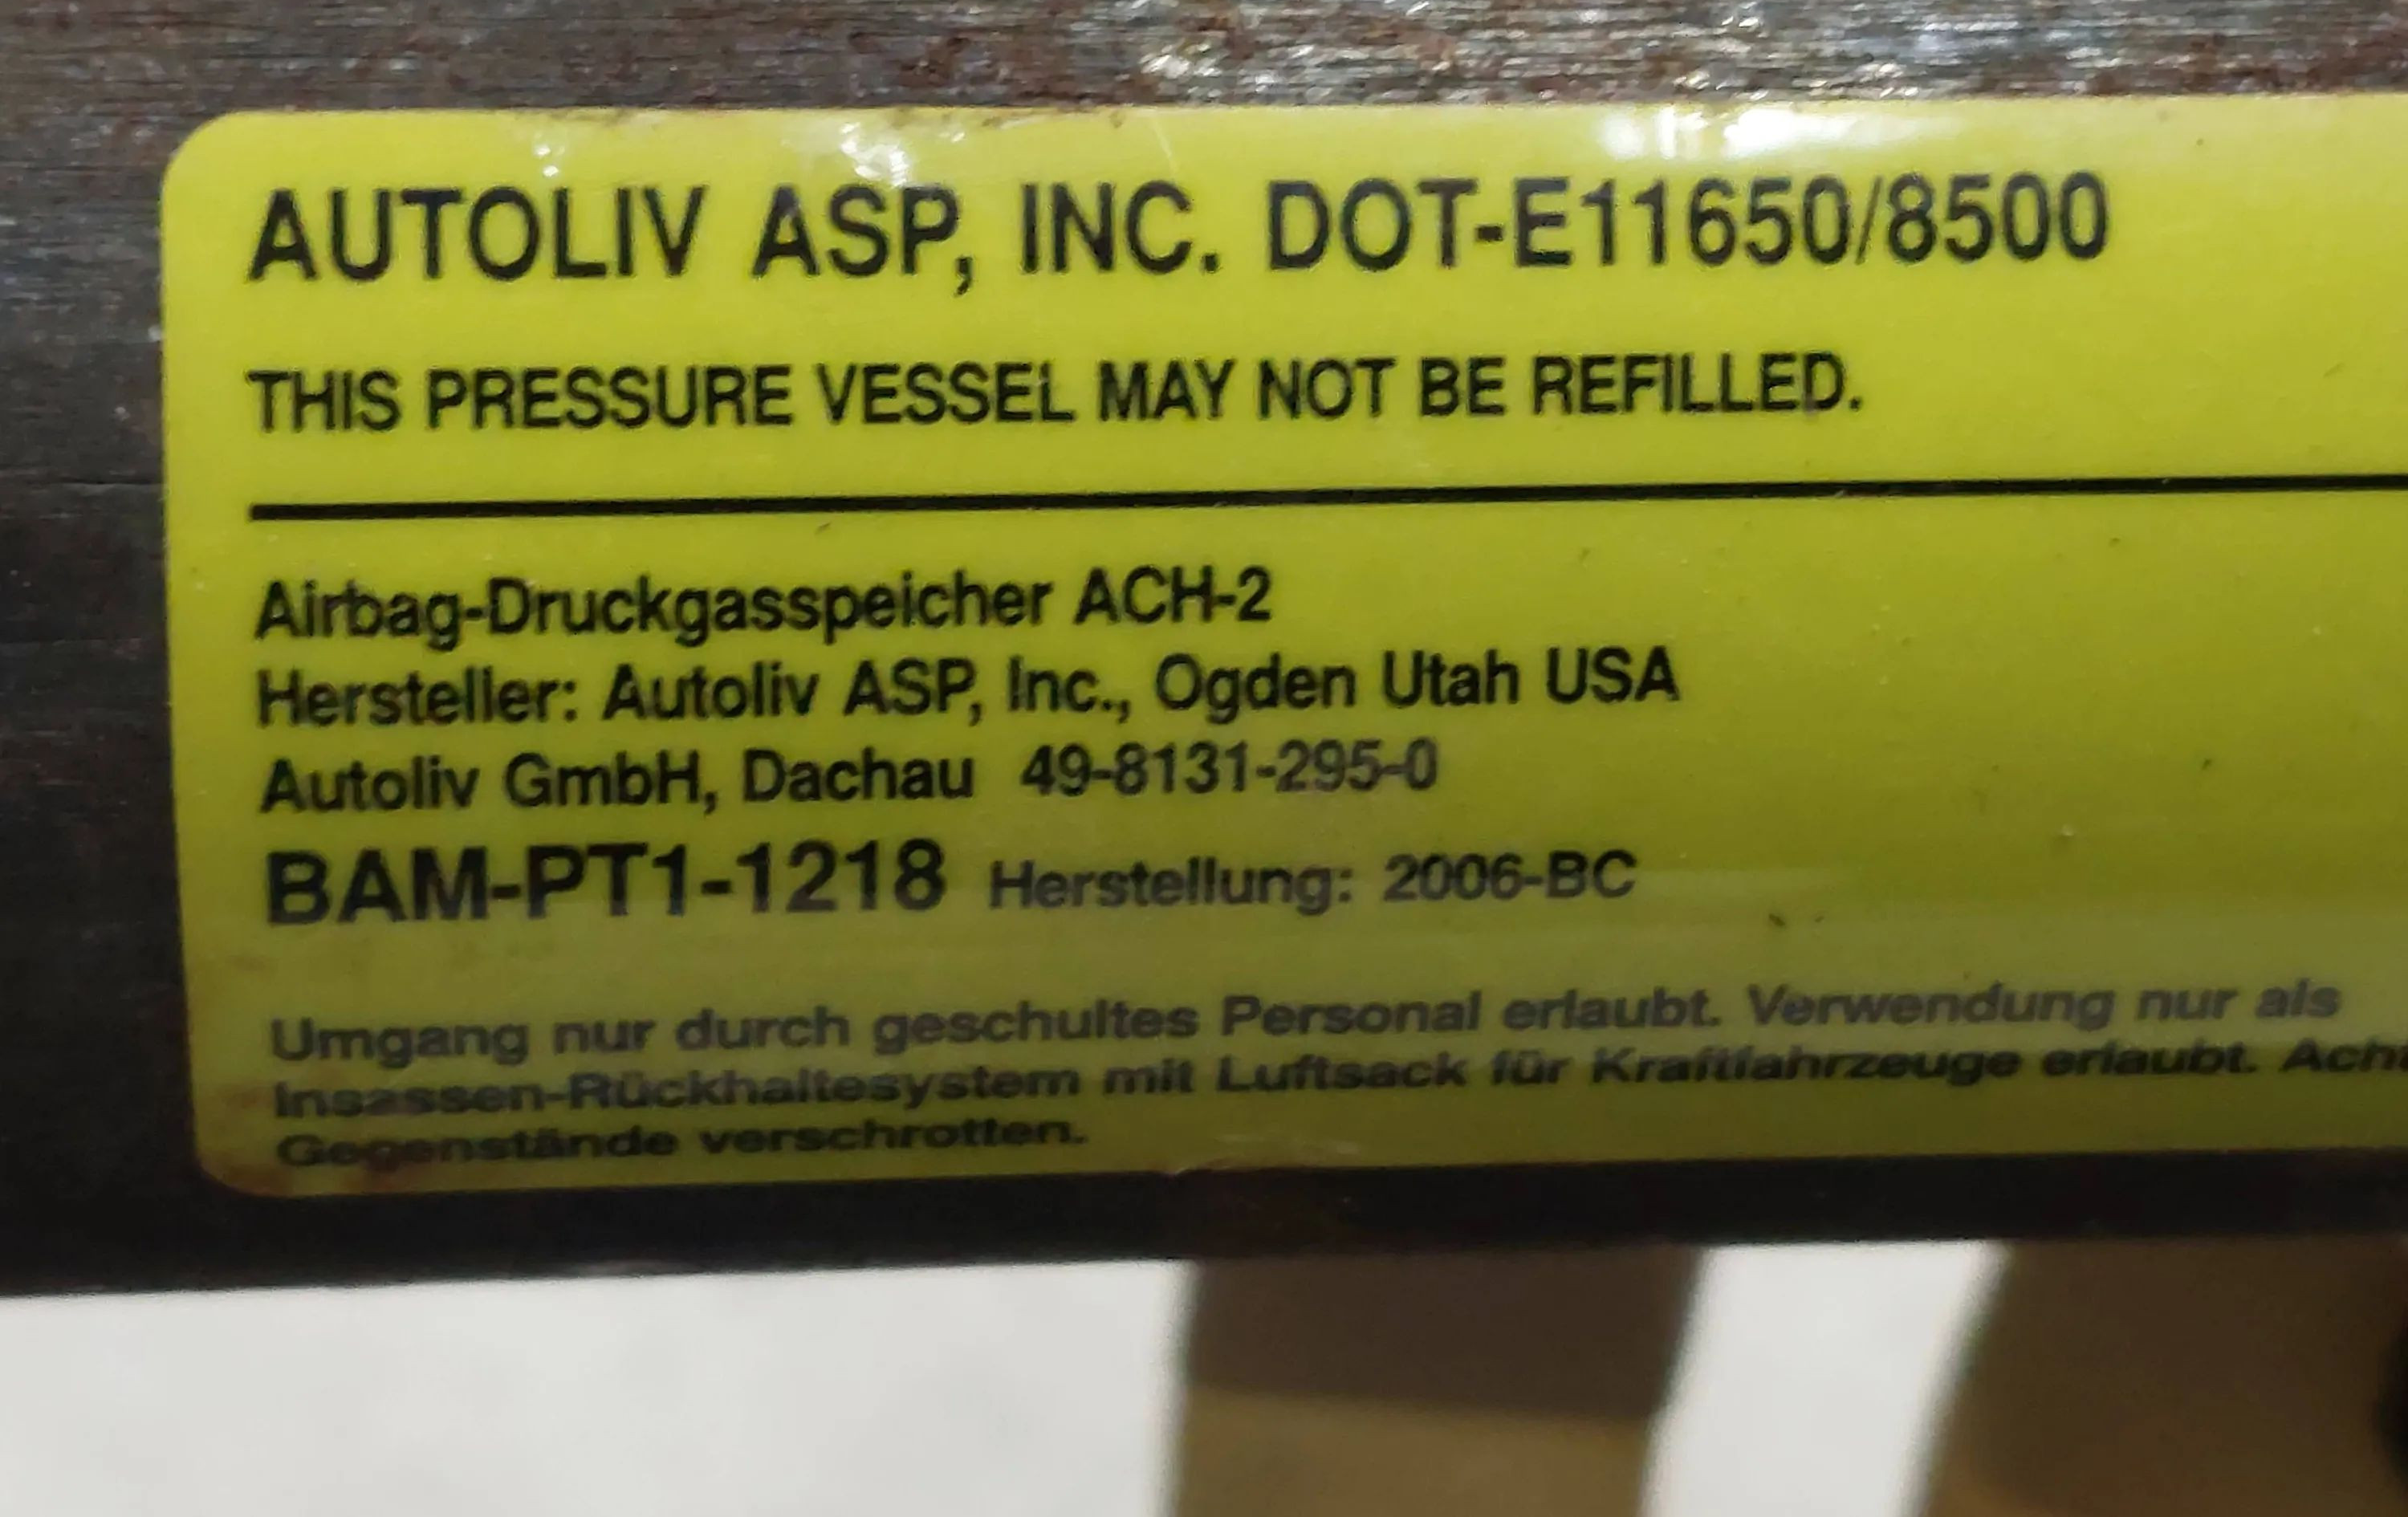 AUTOLIV ASP, INC. DOT-E11650/8500
THIS PRESSURE VESSEL MAY NOT BE REFILLED.
Airbag-Druckgasspeicher ACH-2
Hersteller: Autoliv ASP, Inc., Ogden Utah USA
Autoliv GmbH, Dachau 49-8131-295-0
BAM-PT1-1218 Herstellung: 2006-BC
Umgang nur durch geschultes Personal erlaubt. Verwendung nur als
Insassen-Rückhaltesystem mit Luftsack für Kraftfahrzeuge erlaubt.
Gegenstände verschrotten.